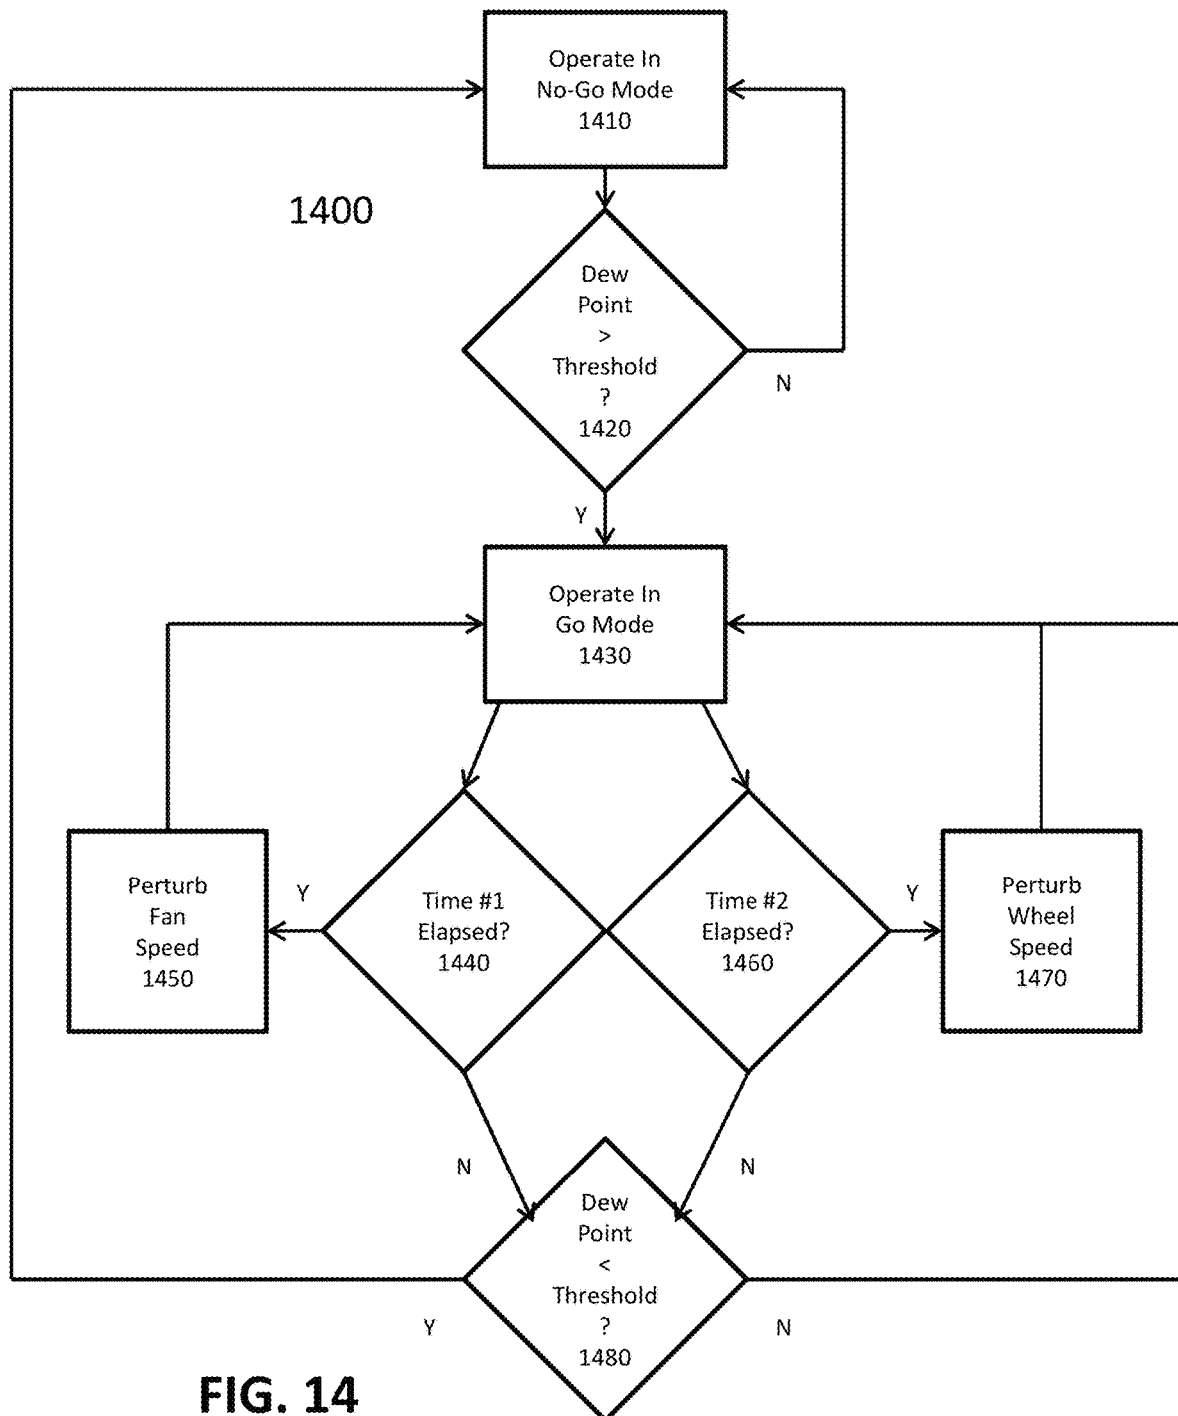 Operate In
No-Go Mode
1410
1400
Dew
Point
>
Threshold
?
1420
N
Y
Operate In
Go Mode
1430
Perturb
Fan
Speed
1450
Y
Time #1
Elapsed?
1440
Time #2
Elapsed?
1460
Y
Perturb
Wheel
Speed
1470
N
N
Dew
Point
<
Threshold
?
1480
Y
N
FIG. 14